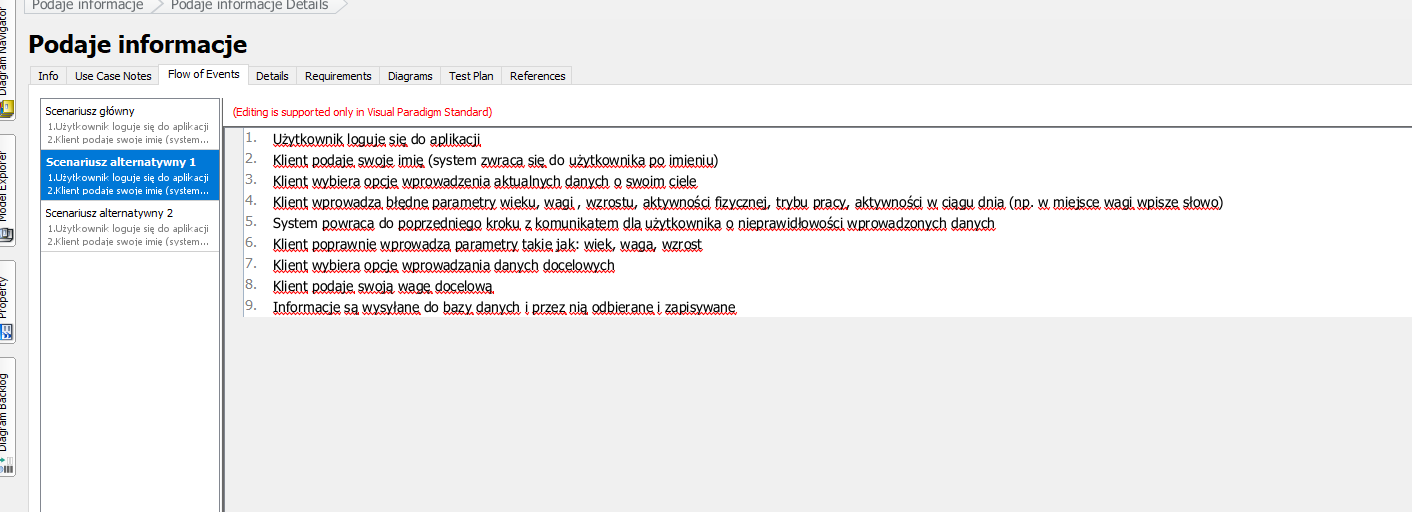 Podaje informacje
Podaje informacje Details
Diagram Navigator
Model Explorer
Property
Diagram Backlog
Podaje informacje
Info
Use Case Notes
Flow of Events
Details
Requirements
Diagrams
Test Plan
References
Scenariusz główny
1.Użytkownik loguje się do aplikacji
2.Klient podaje swoje imię (system...
Scenariusz alternatywny 1
1.Użytkownik loguje się do aplikacji
2.Klient podaje swoje imię (system...
Scenariusz alternatywny 2
1.Użytkownik loguje się do aplikacji
2.Klient podaje swoje imię (system...
(Editing is supported only in Visual Paradigm Standard)
1. Użytkownik loguje się do aplikacji
2. Klient podaje swoje imię (system zwraca się do użytkownika po imieniu)
3. Klient wybiera opcje wprowadzenia aktualnych danych o swoim ciele
4. Klient wprowadza błędne parametry wieku, wagi , wzrostu, aktywności fizycznej, trybu pracy, aktywności w ciągu dnia (np. w miejsce wagi wpisze słowo)
5. System powraca do poprzedniego kroku z komunikatem dla użytkownika o nieprawidłowości wprowadzonych danych
6. Klient poprawnie wprowadza parametry takie jak: wiek, waga, wzrost
7. Klient wybiera opcje wprowadzania danych docelowych
8. Klient podaje swoją wagę docelową
9. Informacje są wysyłane do bazy danych i przez nią odbierane i zapisywane